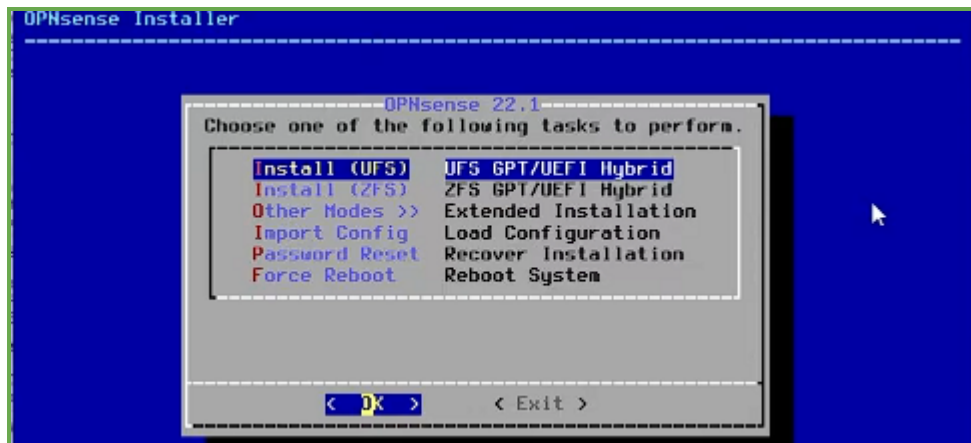 OPNsense Installer
OPNsense 22.1
Choose one of the following tasks to perform.
Install (UFS) UFS GPT/UEFI Hybrid
Install (ZFS) ZFS GPT/UEFI Hybrid
Other Modes >> Extended Installation
Import Config Load Configuration
Password Reset Recover Installation
Force Reboot Reboot System
< OK > < Exit >